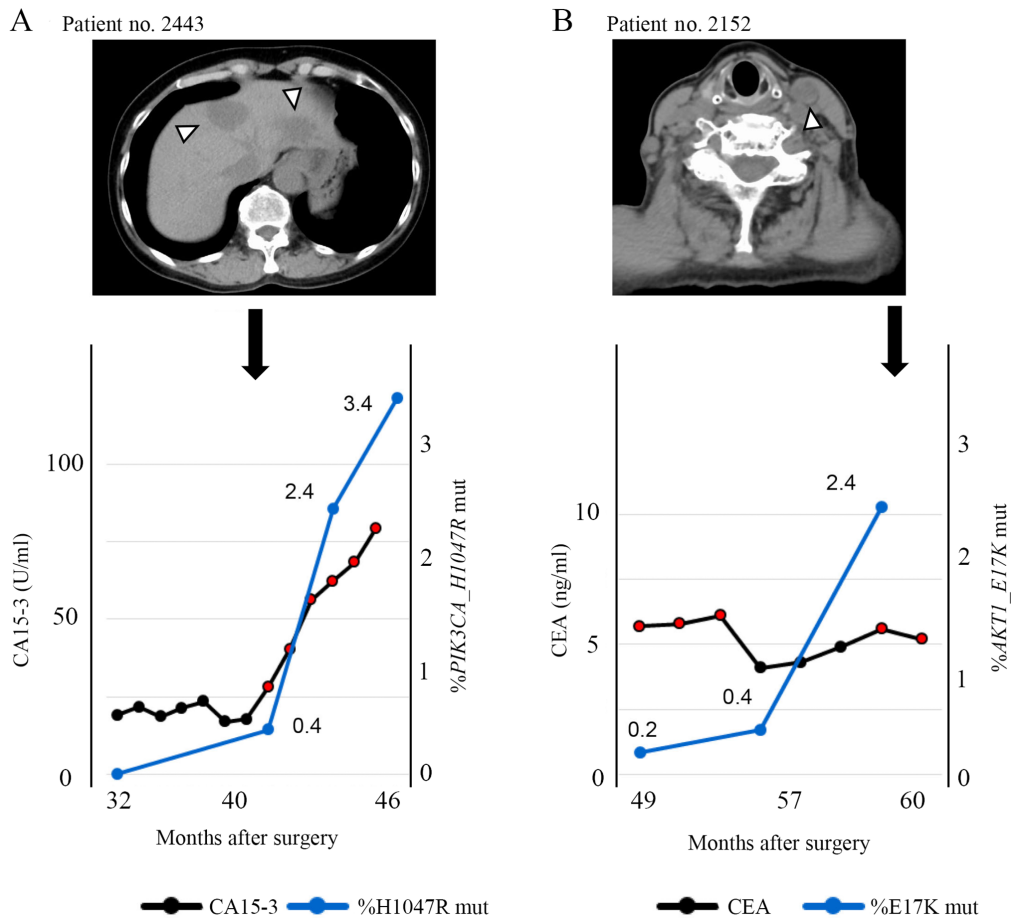 A Patient no. 2443
B Patient no. 2152
CA15-3 (U/ml)
100
50
0
3.4
2.4
0.4
3
2
1
0
%PIK3CA_H1047R mut
32 40 46
Months after surgery
CA15-3 %H1047R mut
CEA (ng/ml)
10
5
0
2.4
0.4
0.2
3
2
1
0
%AKT1_E17K mut
49 57 60
Months after surgery
CEA %E17K mut